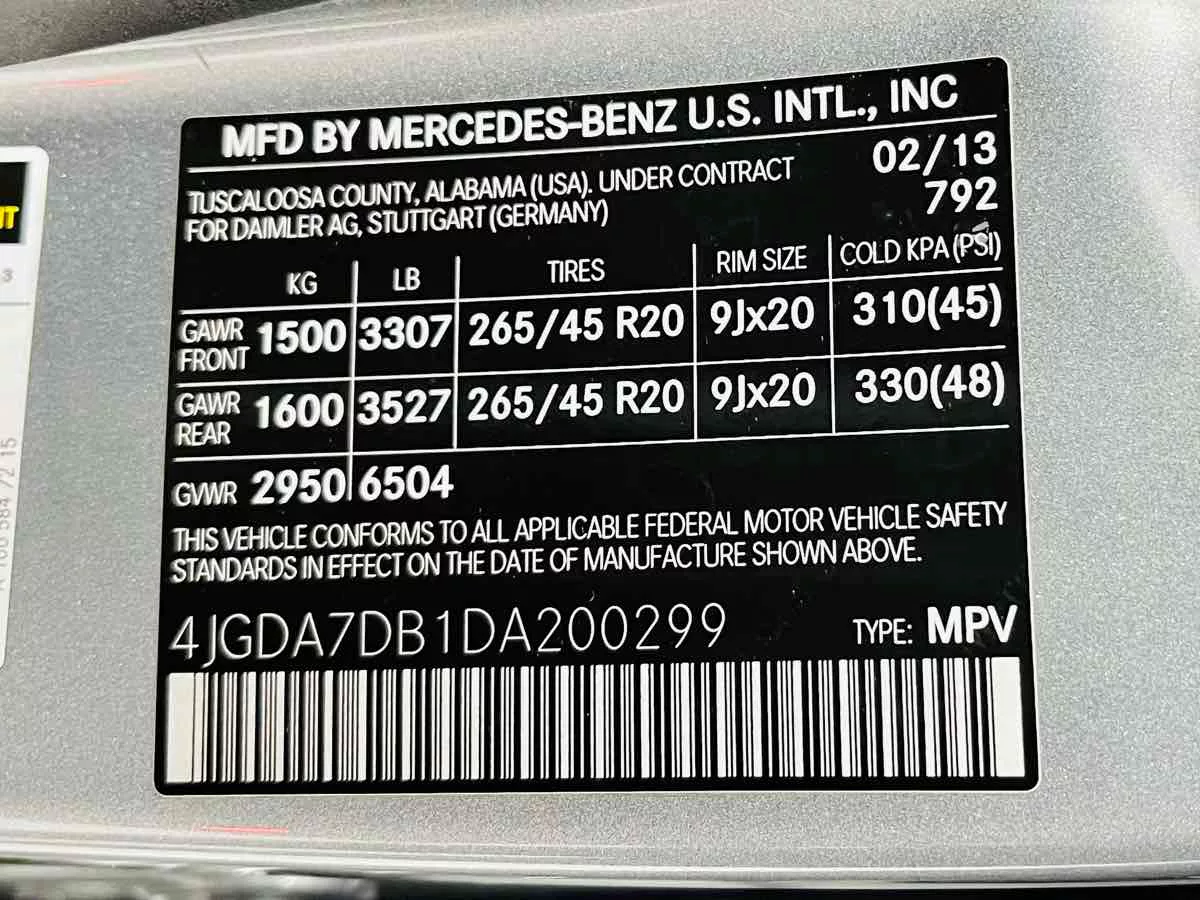 MFD BY MERCEDES-BENZ U.S. INTL., INC
TUSCALOOSA COUNTY, ALABAMA (USA). UNDER CONTRACT 02/13
FOR DAIMLER AG, STUTTGART (GERMANY) 792
KG LB TIRES RIM SIZE COLD KPA (PSI)
GAWR FRONT 1500 3307 265/45 R20 9Jx20 310(45)
GAWR REAR 1600 3527 265/45 R20 9Jx20 330(48)
GVWR 2950 6504
THIS VEHICLE CONFORMS TO ALL APPLICABLE FEDERAL MOTOR VEHICLE SAFETY
STANDARDS IN EFFECT ON THE DATE OF MANUFACTURE SHOWN ABOVE.
4JGDA7DB1DA200299 TYPE: MPV